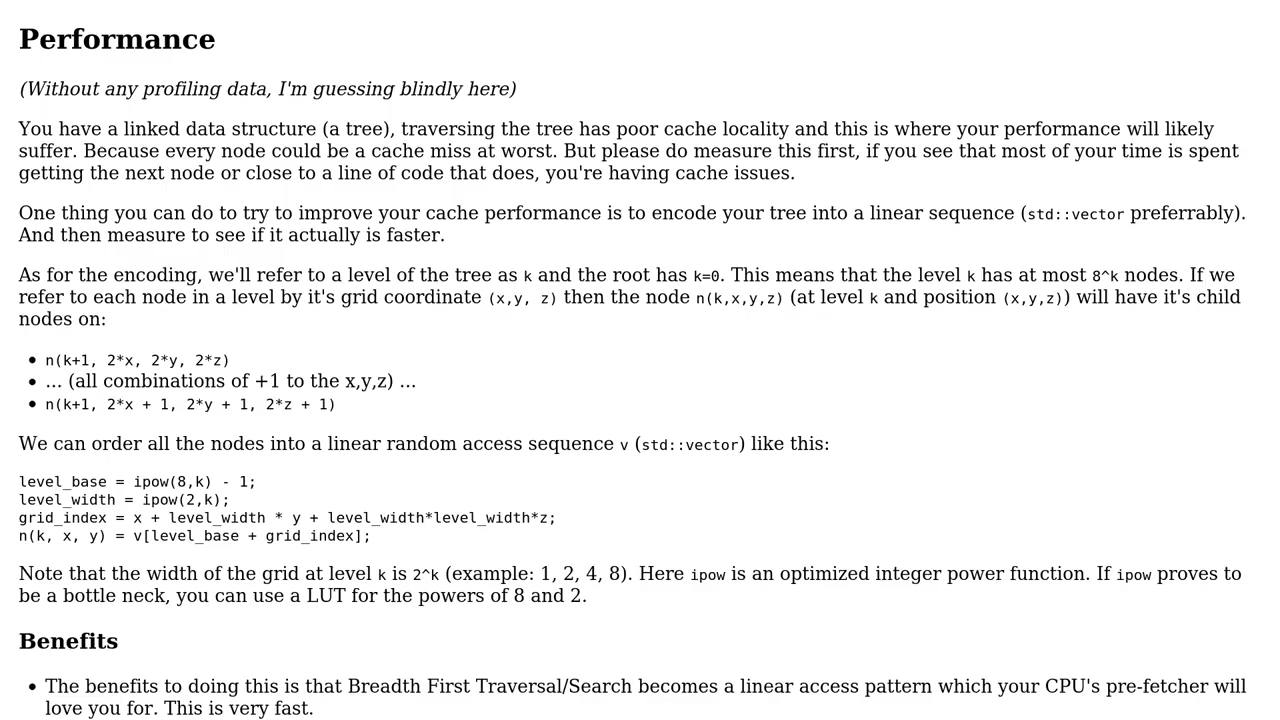 Performance
(Without any profiling data, I'm guessing blindly here)
You have a linked data structure (a tree), traversing the tree has poor cache locality and this is where your performance will likely
suffer. Because every node could be a cache miss at worst. But please do measure this first, if you see that most of your time is spent
getting the next node or close to a line of code that does, you're having cache issues.
One thing you can do to try to improve your cache performance is to encode your tree into a linear sequence (std::vector preferrably).
And then measure to see if it actually is faster.
As for the encoding, we'll refer to a level of the tree as k and the root has k=0. This means that the level k has at most 8^k nodes. If we
refer to each node in a level by it's grid coordinate (x,y, z) then the node n(k,x,y,z) (at level k and position (x,y,z)) will have it's child
nodes on:
• n(k+1, 2*x, 2*y, 2*z)
• ... (all combinations of +1 to the x,y,z) ...
• n(k+1, 2*x + 1, 2*y + 1, 2*z + 1)
We can order all the nodes into a linear random access sequence v (std::vector) like this:
level_base = ipow(8,k) - 1;
level_width = ipow(2,k);
grid_index = x + level_width * y + level_width*level_width*z;
n(k, x, y) = v[level_base + grid_index];
Note that the width of the grid at level k is 2^k (example: 1, 2, 4, 8). Here ipow is an optimized integer power function. If ipow proves to
be a bottle neck, you can use a LUT for the powers of 8 and 2.
Benefits
• The benefits to doing this is that Breadth First Traversal/Search becomes a linear access pattern which your CPU's pre-fetcher will
love you for. This is very fast.